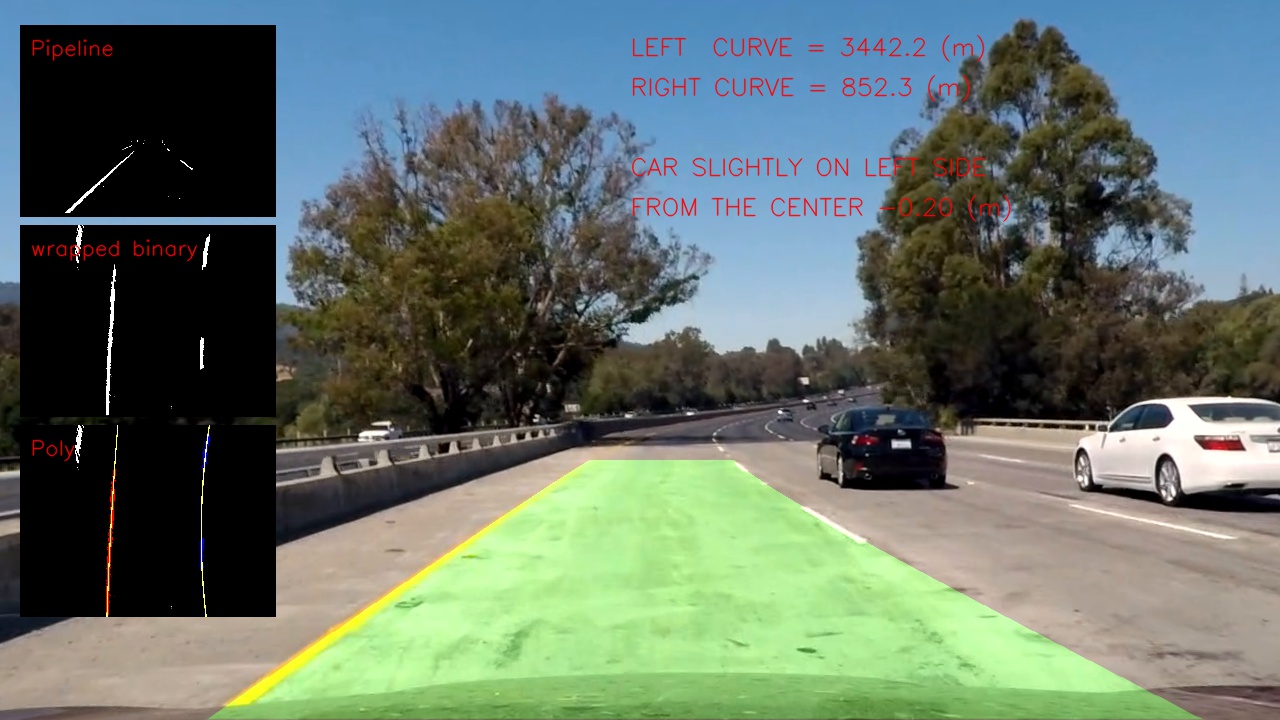 Pipeline
wrapped binary
Poly
LEFT CURVE = 3442.2 (m)
RIGHT CURVE = 852.3 (m)
CAR SLIGHTLY ON LEFT SIDE
FROM THE CENTER -0.20 (m)